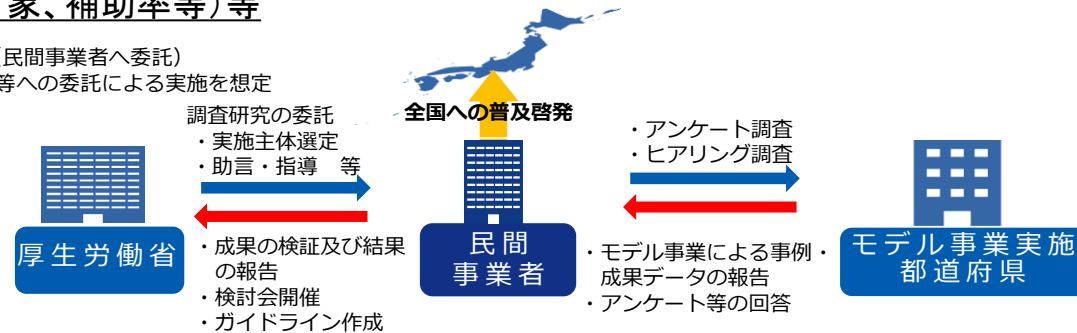 家、補助率等)等
(民間事業者へ委託)
等への委託による実施を想定
全国への普及啓発
調査研究の委託
・実施主体選定
・助言・指導　等
・アンケート調査
・ヒアリング調査
厚生労働省
・成果の検証及び結果
の報告
・検討会開催
・ガイドライン作成
民間
事業者
・モデル事業による事例・
成果データの報告
・アンケート等の回答
モデル事業実施
都道府県